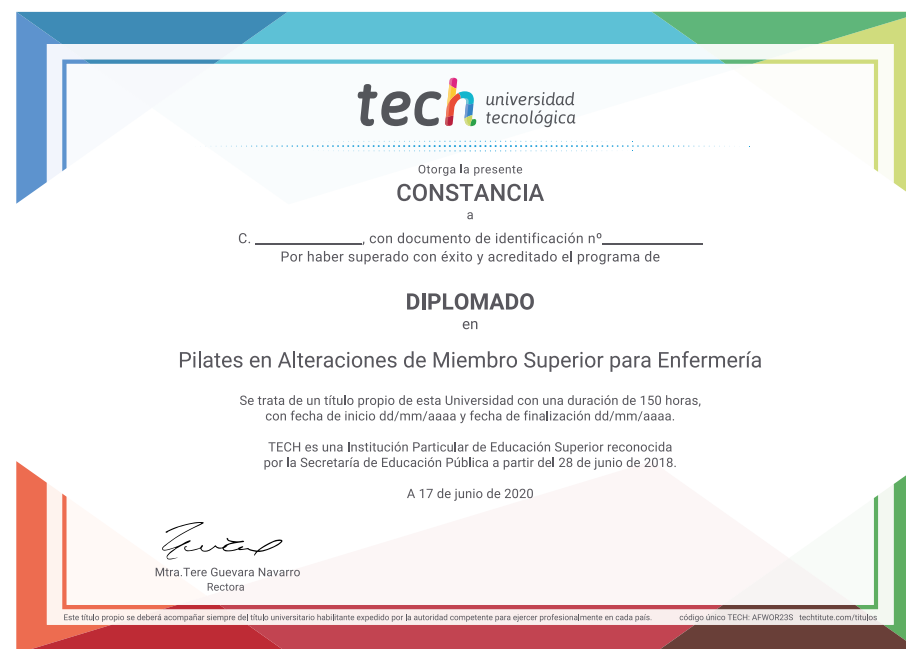 tech universidad
tecnológica
Otorga la presente
CONSTANCIA
a
C. ______________, con documento de identificación nº_____________
Por haber superado con éxito y acreditado el programa de
DIPLOMADO
en
Pilates en Alteraciones de Miembro Superior para Enfermería
Se trata de un título propio de esta Universidad con una duración de 150 horas,
con fecha de inicio dd/mm/aaaa y fecha de finalización dd/mm/aaaa.
TECH es una Institución Particular de Educación Superior reconocida
por la Secretaría de Educación Pública a partir del 28 de junio de 2018.
A 17 de junio de 2020
Mtra.Tere Guevara Navarro
Rectora
Este título propio se deberá acompañar siempre del título universitario habilitante expedido por la autoridad competente para ejercer profesionalmente en cada país. código único TECH: AFWOR23S techtitute.com/titulos